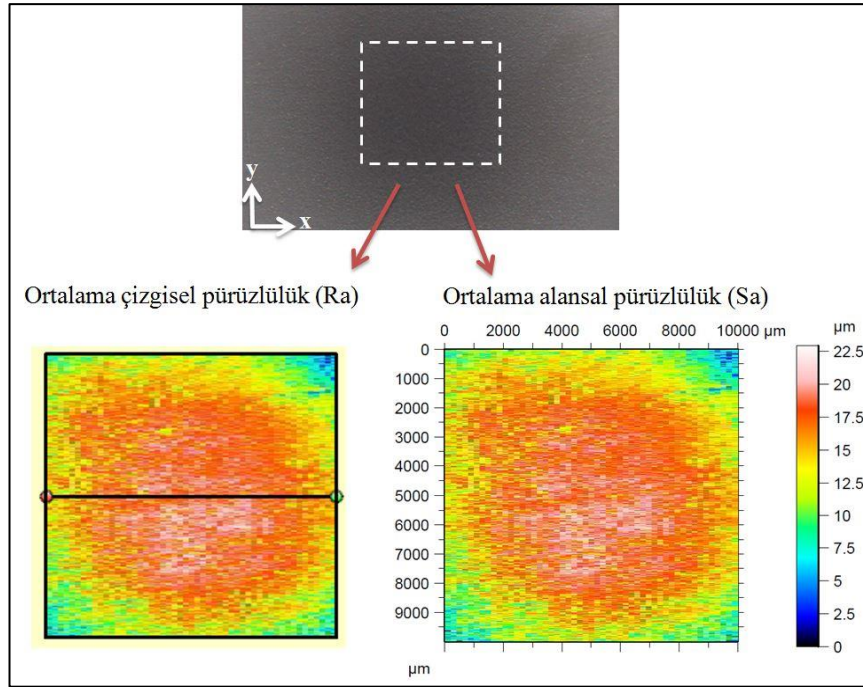 y
x
Ortalama çizgisel pürüzlülük (Ra)
Ortalama alansal pürüzlülük (Sa)
0 2000 4000 6000 8000 10000 µm
µm
0
1000
2000
3000
4000
5000
6000
7000
8000
9000
µm
22.5
20
17.5
15
12.5
10
7.5
5
2.5
0